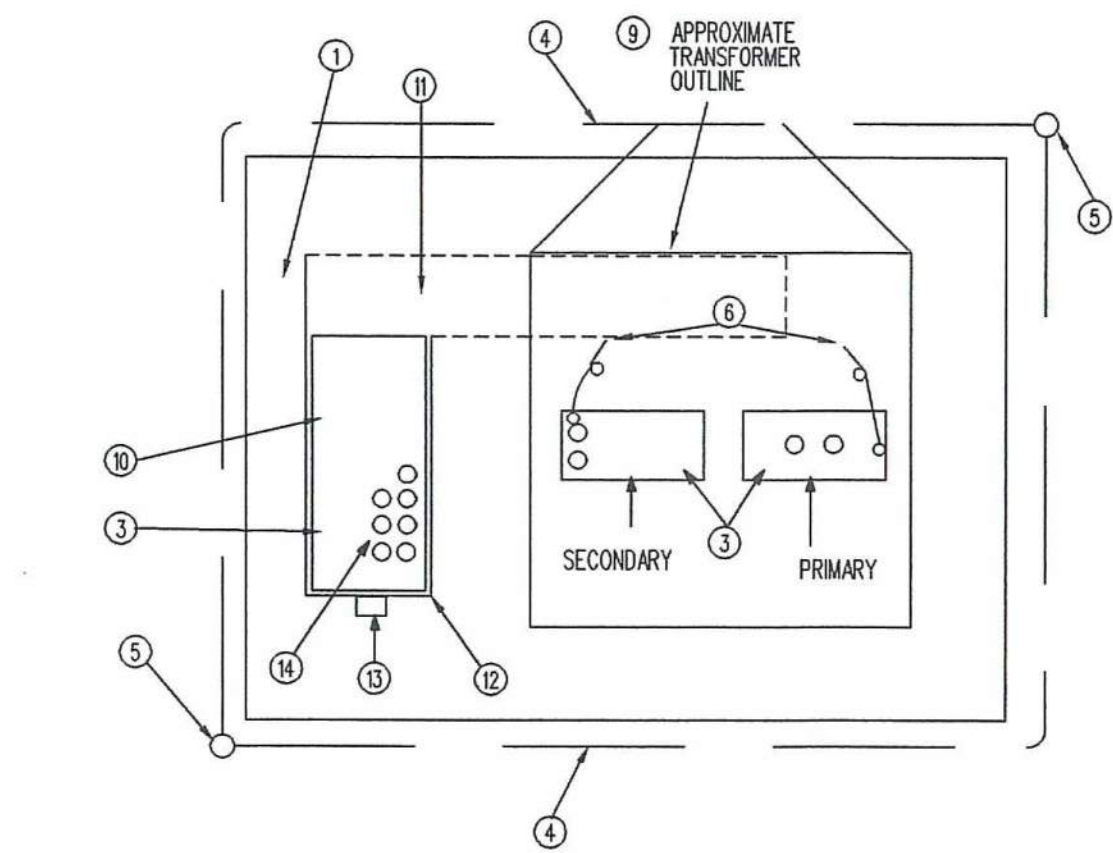 4
9 APPROXIMATE
TRANSFORMER
OUTLINE
1
11
5
6
10
3
SECONDARY
3
PRIMARY
5
14
13
12
4